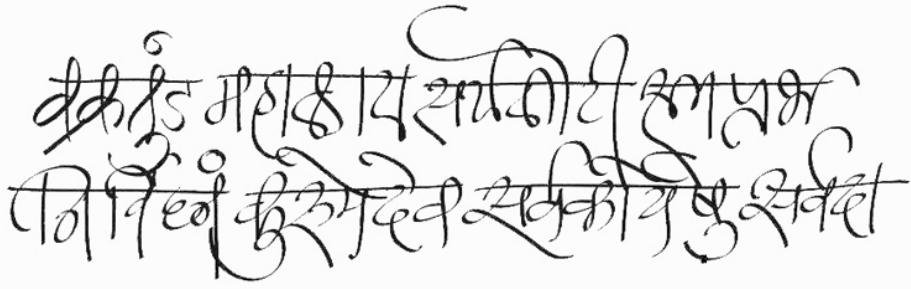 वक्रतुंड महाकाय सूर्यकोटी समप्रभ
निर्विघ्नं कुरुमेदेव सर्वकार्येषु सर्वदा